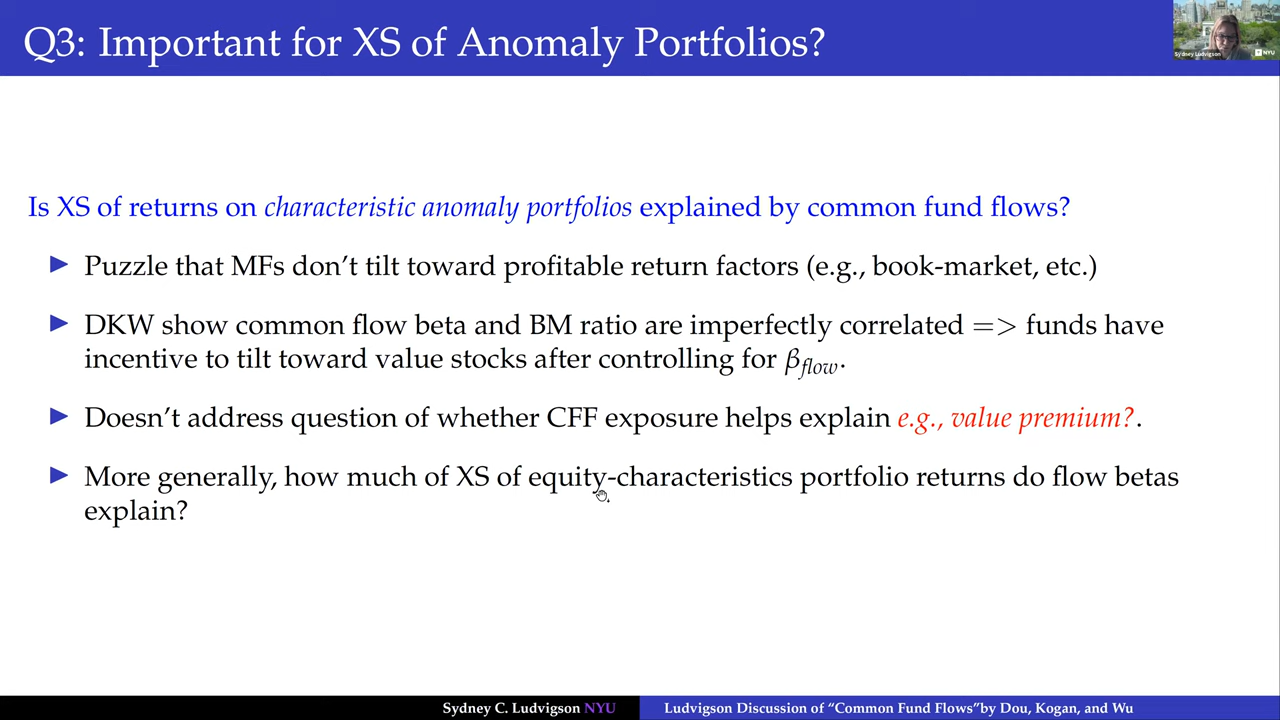 Q3: Important for XS of Anomaly Portfolios?
Sydney Ludvigson
NYU
Is XS of returns on characteristic anomaly portfolios explained by common fund flows?
▶ Puzzle that MFs don't tilt toward profitable return factors (e.g., book-market, etc.)
▶ DKW show common flow beta and BM ratio are imperfectly correlated => funds have
incentive to tilt toward value stocks after controlling for βflow.
▶ Doesn't address question of whether CFF exposure helps explain e.g., value premium?.
▶ More generally, how much of XS of equity-characteristics portfolio returns do flow betas
explain?
Sydney C. Ludvigson NYU
Ludvigson Discussion of “Common Fund Flows”by Dou, Kogan, and Wu